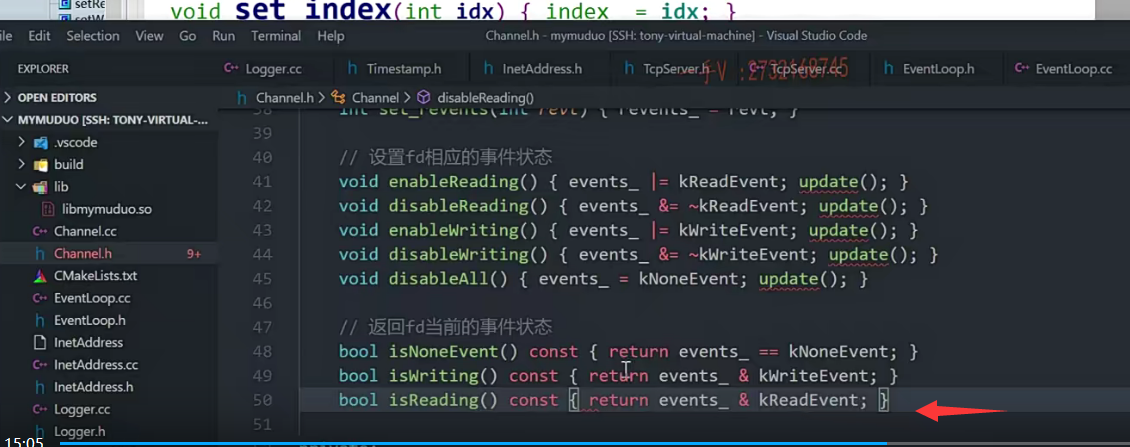 setRe
setW
void set_index(int idx) { index_ = idx; }
ile Edit Selection View Go Run Terminal Help
Channel.h - mymuduo [SSH: tony-virtual-machine] - Visual Studio Code
EXPLORER
Logger.cc Timestamp.h InetAddress.h TcpServer.h TcpServer.cc EventLoop.h EventLoop.cc
:2732168745
OPEN EDITORS
Channel.h > Channel > disableReading()
MYMUDUO [SSH: TONY-VIRTUAL-...
.vscode
build
lib
libmymuduo.so
Channel.cc
Channel.h 9+
CMakeLists.txt
EventLoop.cc
EventLoop.h
InetAddress
InetAddress.cc
InetAddress.h
Logger.cc
Logger.h
38 int set_revents(int revt) { revents_ = revt; }
39
40 // 设置fd相应的事件状态
41 void enableReading() { events_ |= kReadEvent; update(); }
42 void disableReading() { events_ &= ~kReadEvent; update(); }
43 void enableWriting() { events_ |= kWriteEvent; update(); }
44 void disableWriting() { events_ &= ~kWriteEvent; update(); }
45 void disableAll() { events_ = kNoneEvent; update(); }
46
47 // 返回fd当前的事件状态
48 bool isNoneEvent() const { return events_ == kNoneEvent; }
49 bool isWriting() const { return events_ & kWriteEvent; }
50 bool isReading() const { return events_ & kReadEvent; }
51
15:05